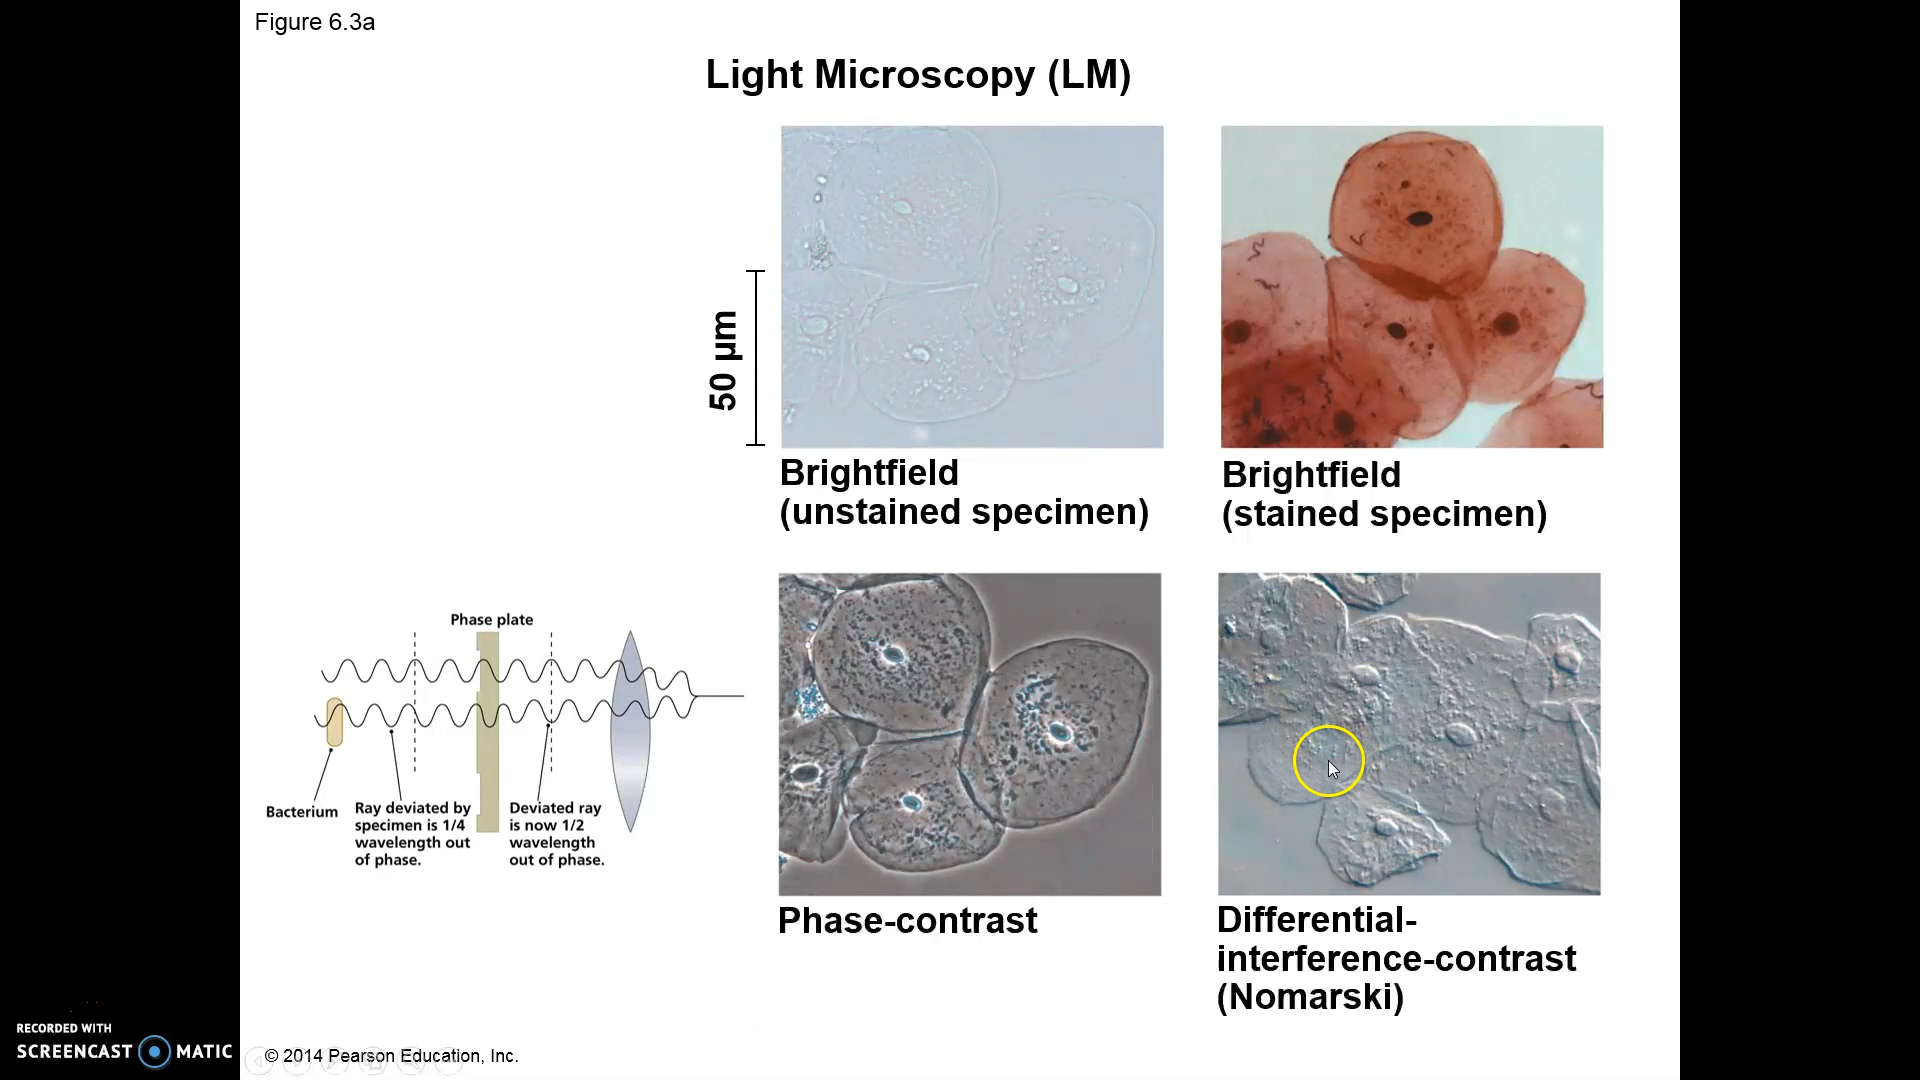 Figure 6.3a
Light Microscopy (LM)
50 µm
Brightfield
(unstained specimen)
Brightfield
(stained specimen)
Phase plate
Bacterium
Ray deviated by
specimen is 1/4
wavelength out
of phase.
Deviated ray
is now 1/2
wavelength
out of phase.
Phase-contrast
Differential-
interference-contrast
(Nomarski)
RECORDED WITH
SCREENCAST MATIC
© 2014 Pearson Education, Inc.